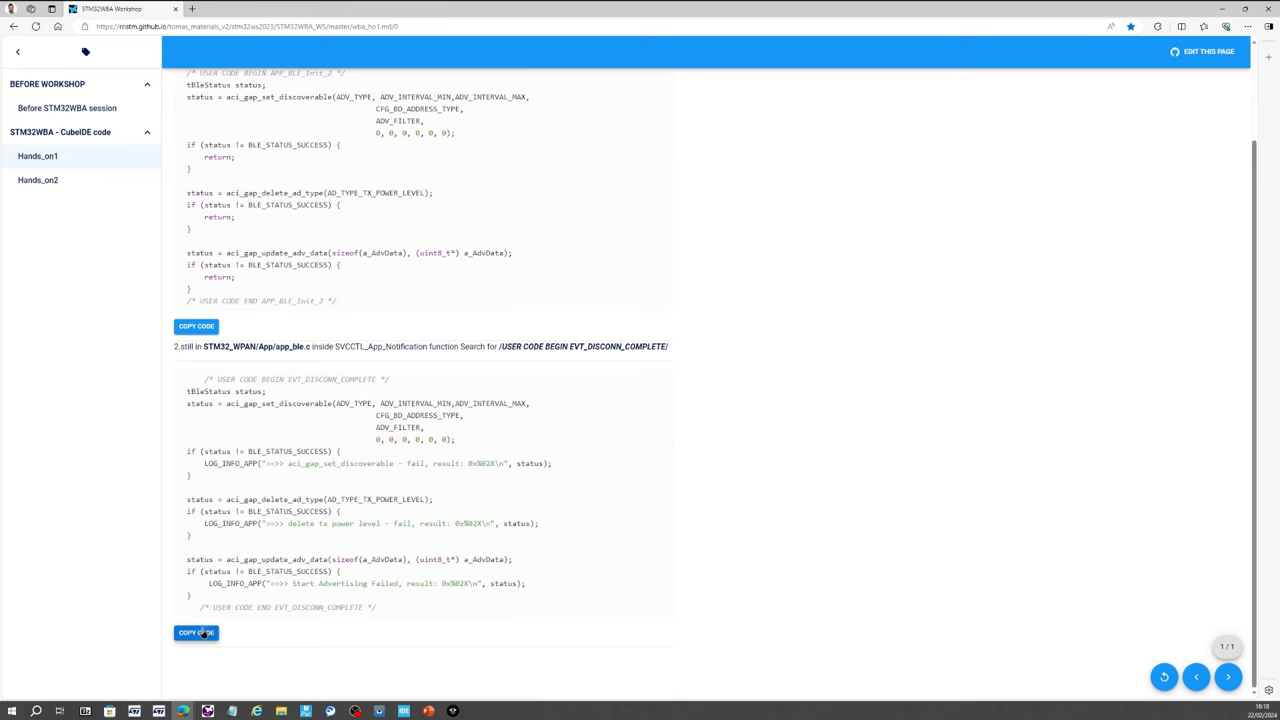 STM32WBA Workshop
https://rristm.github.io/tomas_materials_v2/stm32ws2023/STM32WBA_WS/master/wba_ho1.md/0
EDIT THIS PAGE
BEFORE WORKSHOP
Before STM32WBA session
STM32WBA - CubeIDE code
Hands_on1
Hands_on2
/* USER CODE BEGIN APP_BLE_Init_2 */
tBleStatus status;
status = aci_gap_set_discoverable(ADV_TYPE, ADV_INTERVAL_MIN,ADV_INTERVAL_MAX,
CFG_BD_ADDRESS_TYPE,
ADV_FILTER,
0, 0, 0, 0, 0, 0);
if (status != BLE_STATUS_SUCCESS) {
return;
}
status = aci_gap_delete_ad_type(AD_TYPE_TX_POWER_LEVEL);
if (status != BLE_STATUS_SUCCESS) {
return;
}
status = aci_gap_update_adv_data(sizeof(a_AdvData), (uint8_t*) a_AdvData);
if (status != BLE_STATUS_SUCCESS) {
return;
}
/* USER CODE END APP_BLE_Init_2 */
COPY CODE
2.still in STM32_WPAN/App/app_ble.c inside SVCCTL_App_Notification function Search for /USER CODE BEGIN EVT_DISCONN_COMPLETE/
/* USER CODE BEGIN EVT_DISCONN_COMPLETE */
tBleStatus status;
status = aci_gap_set_discoverable(ADV_TYPE, ADV_INTERVAL_MIN,ADV_INTERVAL_MAX,
CFG_BD_ADDRESS_TYPE,
ADV_FILTER,
0, 0, 0, 0, 0, 0);
if (status != BLE_STATUS_SUCCESS) {
LOG_INFO_APP("==>> aci_gap_set_discoverable - fail, result: 0x%02X\n", status);
}
status = aci_gap_delete_ad_type(AD_TYPE_TX_POWER_LEVEL);
if (status != BLE_STATUS_SUCCESS) {
LOG_INFO_APP("==>> delete tx power level - fail, result: 0x%02X\n", status);
}
status = aci_gap_update_adv_data(sizeof(a_AdvData), (uint8_t*) a_AdvData);
if (status != BLE_STATUS_SUCCESS) {
LOG_INFO_APP("==>> Start Advertising Failed, result: 0x%02X\n", status);
}
/* USER CODE END EVT_DISCONN_COMPLETE */
COPY CODE
1 / 1
16:18
22/02/2024